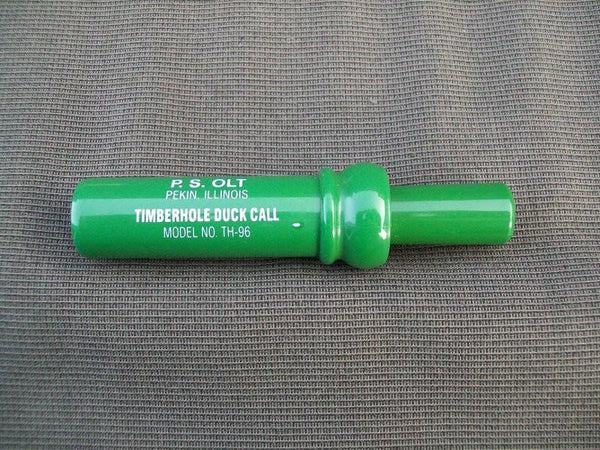 P. S. OLT
PEKIN, ILLINOIS
TIMBERHOLE DUCK CALL
MODEL NO. TH-96